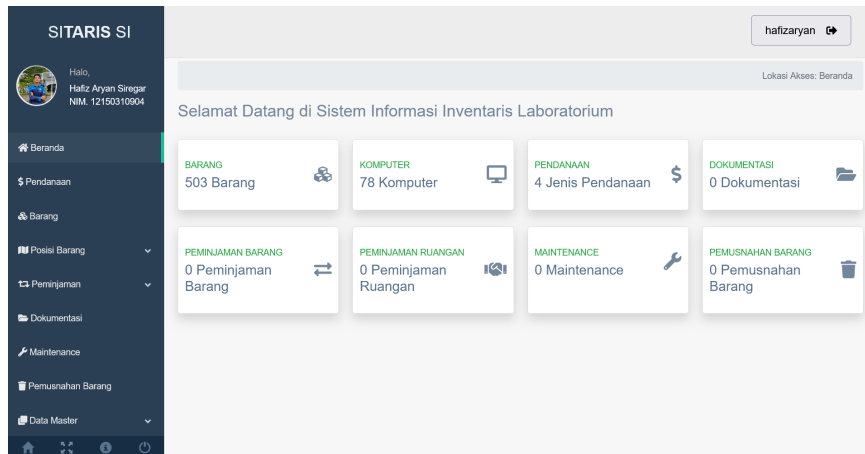 SITARIS SI
hafizaryan
Halo,
Hafiz Aryan Siregar
NIM. 12150310904
Lokasi Akses: Beranda
Selamat Datang di Sistem Informasi Inventaris Laboratorium
Beranda
$ Pendanaan
Barang
Posisi Barang
Peminjaman
Dokumentasi
Maintenance
Pemusnahan Barang
Data Master
BARANG
503 Barang
KOMPUTER
78 Komputer
PENDANAAN
4 Jenis Pendanaan
$
DOKUMENTASI
0 Dokumentasi
PEMINJAMAN BARANG
0 Peminjaman
Barang
PEMINJAMAN RUANGAN
0 Peminjaman
Ruangan
MAINTENANCE
0 Maintenance
PEMUSNAHAN BARANG
0 Pemusnahan
Barang